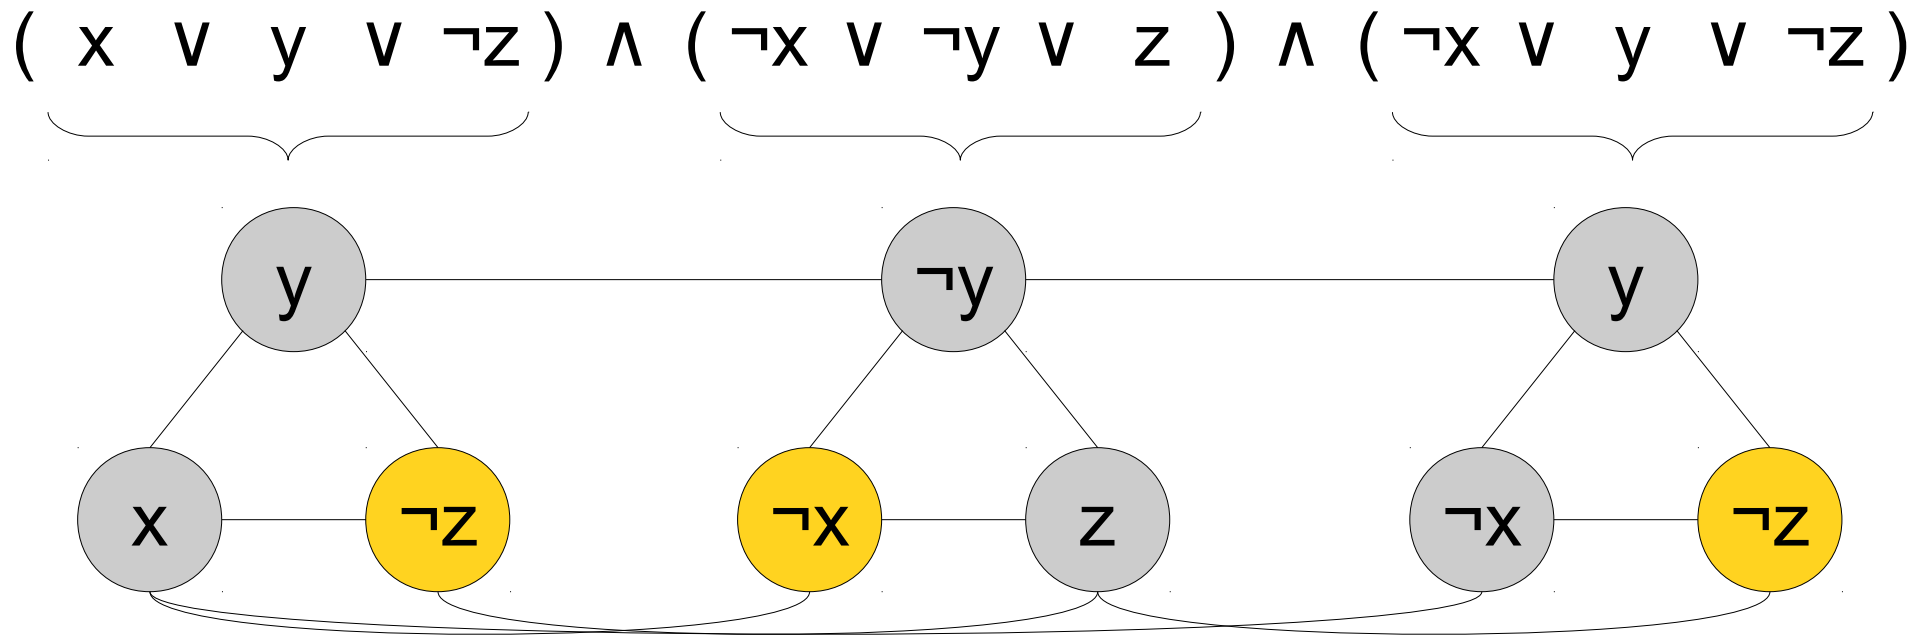 ( x ∨ y ∨ ¬z ) ∧ ( ¬x ∨ ¬y ∨ z ) ∧ ( ¬x ∨ y ∨ ¬z )
y ¬y y
x ¬z ¬x z ¬x ¬z